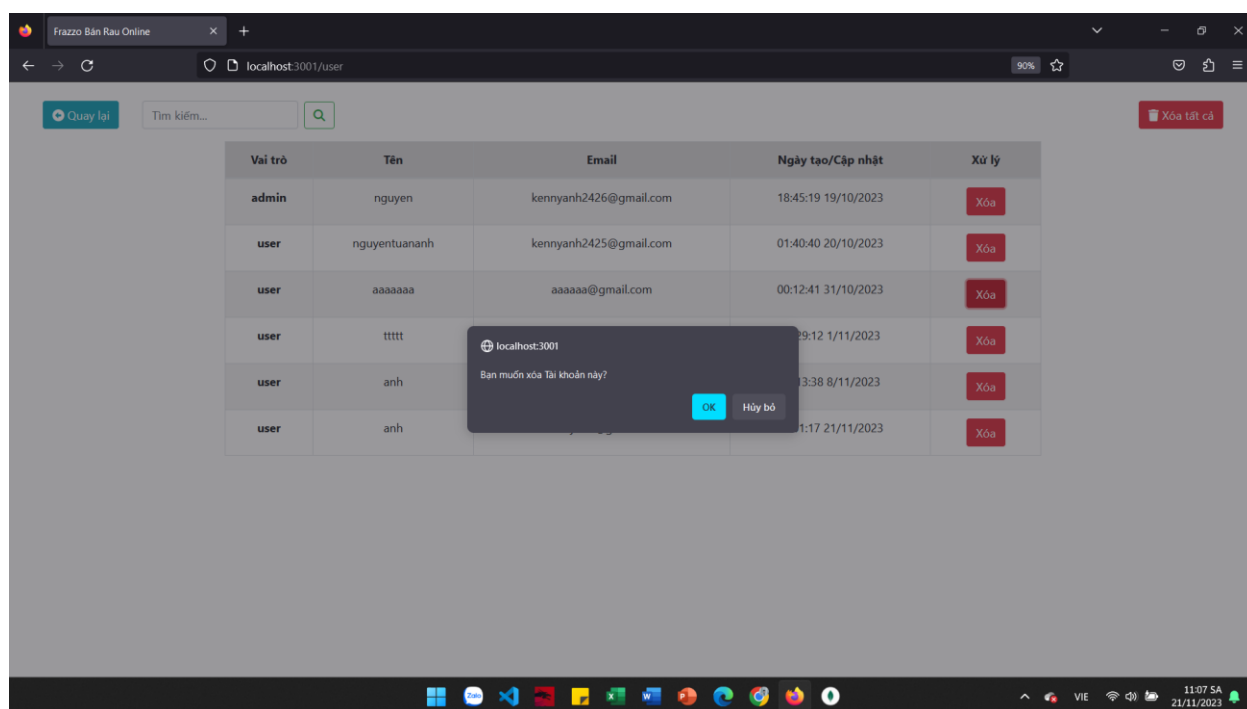 Frazzo Bán Rau Online
localhost:3001/user
90%
Quay lại
Tìm kiếm...
Xóa tất cả
Vai trò Tên Email Ngày tạo/Cập nhật Xử lý
admin nguyen kennyanh2426@gmail.com 18:45:19 19/10/2023 Xóa
user nguyentuananh kennyanh2425@gmail.com 01:40:40 20/10/2023 Xóa
user aaaaaaa aaaaaa@gmail.com 00:12:41 31/10/2023 Xóa
user ttttt 29:12 1/11/2023 Xóa
user anh 13:38 8/11/2023 Xóa
user anh 1:17 21/11/2023 Xóa
localhost:3001
Bạn muốn xóa Tài khoản này?
OK Hủy bỏ
Zalo
VIE
11:07 SA
21/11/2023